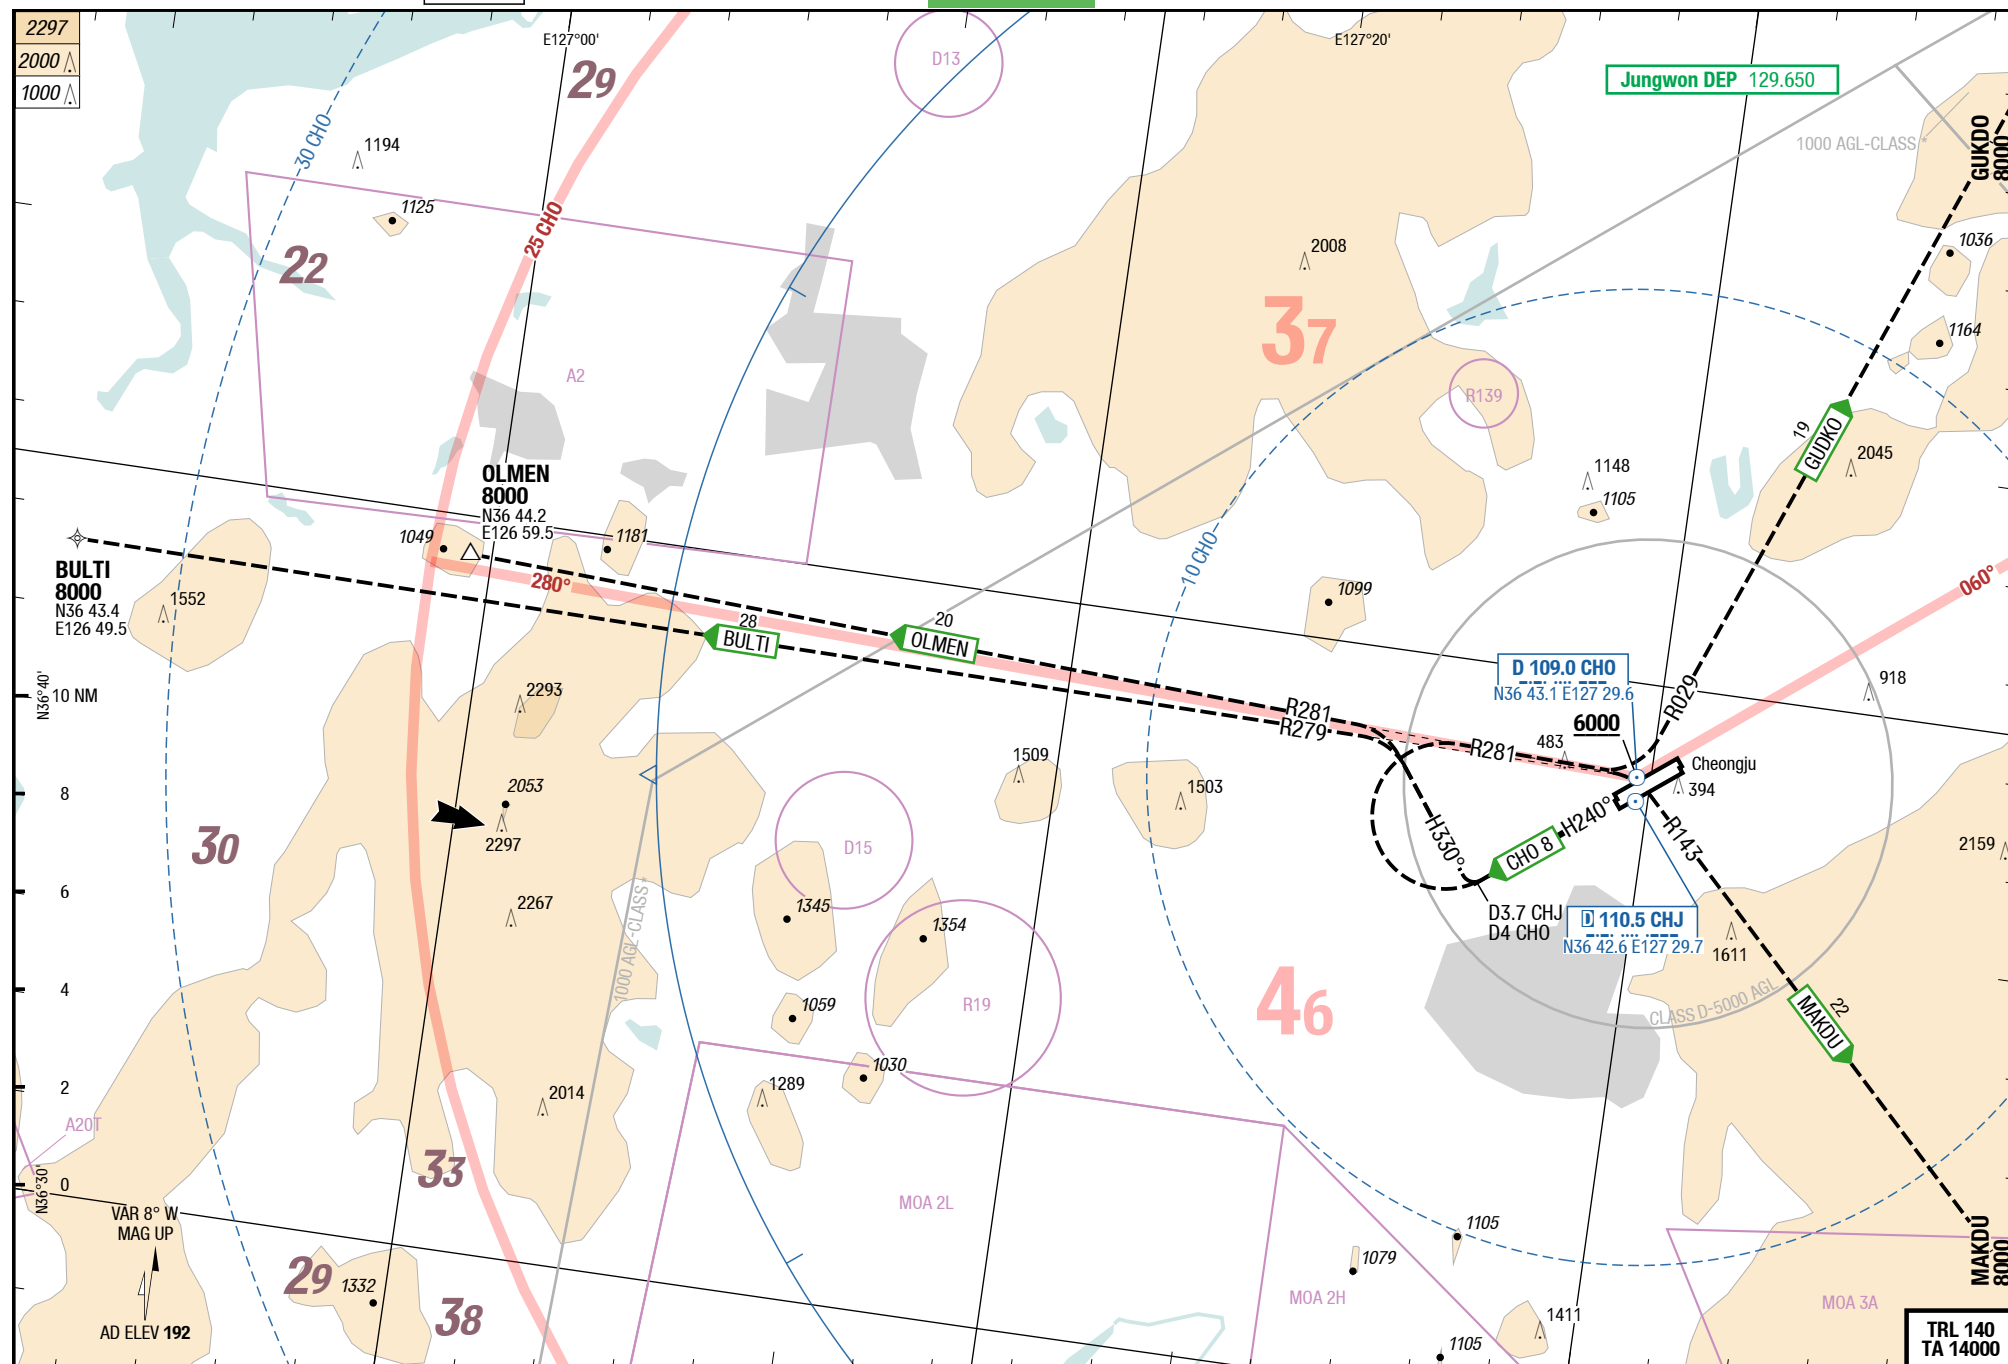 2297
2000
1000
E127°00'
E127°20'
D13
29
Jungwon DEP 129.650
30 CHO
1194
1000 AGL-CLASS *
GUKDO
8000
1125
25 CHO
22
2008
1036
37
1164
A2
R139
19
GUDKO
2045
OLMEN
8000
N36 44.2
E126 59.5
1148
1105
1049
1181
10 CHO
BULTI
8000
N36 43.4
E126 49.5
1552
280°
1099
060°
28
BULTI
20
OLMEN
D 109.0 CHO
N36 43.1 E127 29.6
R029
918
N36°40'
10 NM
2293
R281
R279
6000
R281
483
Cheongju
394
1509
1503
8
2053
2297
H240°
R143
30
D15
H330°
CHO 8
2159
6
2267
1345
1354
D3.7 CHJ
D4 CHO
D 110.5 CHJ
N36 42.6 E127 29.7
1611
1000 AGL-CLASS *
4
1059
R19
46
CLASS D-5000 AGL
22
MAKDU
1030
2
1289
2014
A20T
33
N36°30'
0
MOA 2L
VAR 8° W
MAG UP
1105
MAKDU
8000
1079
29
1332
38
MOA 2H
MOA 3A
AD ELEV 192
1411
1105
TRL 140
TA 14000